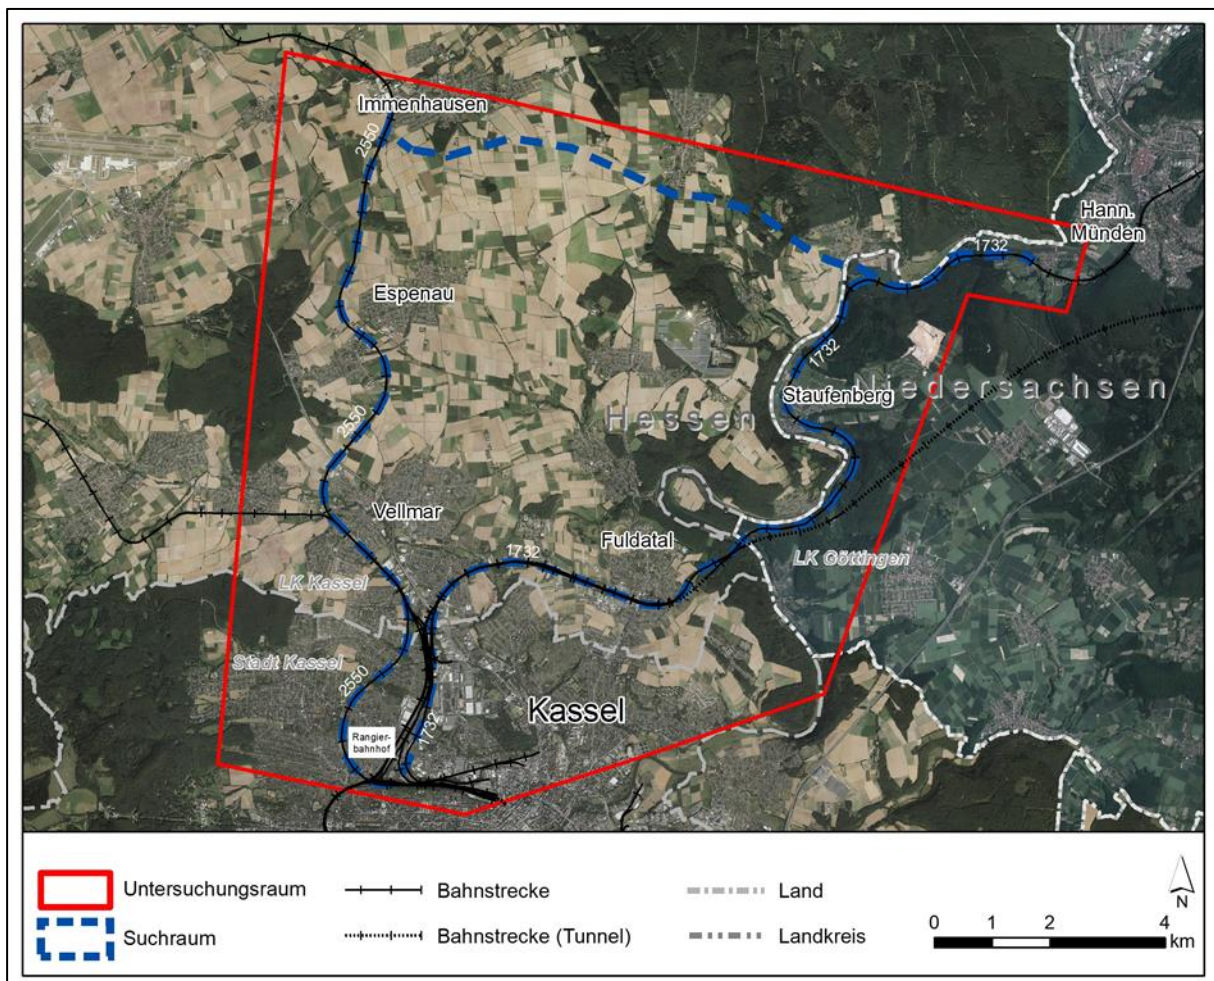 Immenhausen
2550
Hann.
Münden
1732
Espenau
1732
Staufenberg
Niedersachsen
Hessen
2550
Vellmar
1732
Fuldatal
LK Göttingen
LK Kassel
Stadt Kassel
2550
Kassel
1732
Rangier-
bahnhof
Untersuchungsraum
Bahnstrecke
Land
N
Suchraum
Bahnstrecke (Tunnel)
Landkreis
0 1 2 4
km